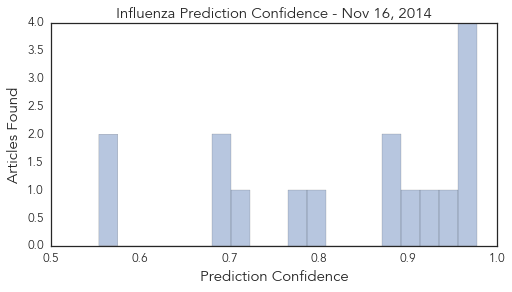 Influenza Prediction Confidence - Nov 16, 2014
4.0
3.5
3.0
2.5
2.0
1.5
1.0
0.5
0.0
Articles Found
0.5 0.6 0.7 0.8 0.9 1.0
Prediction Confidence